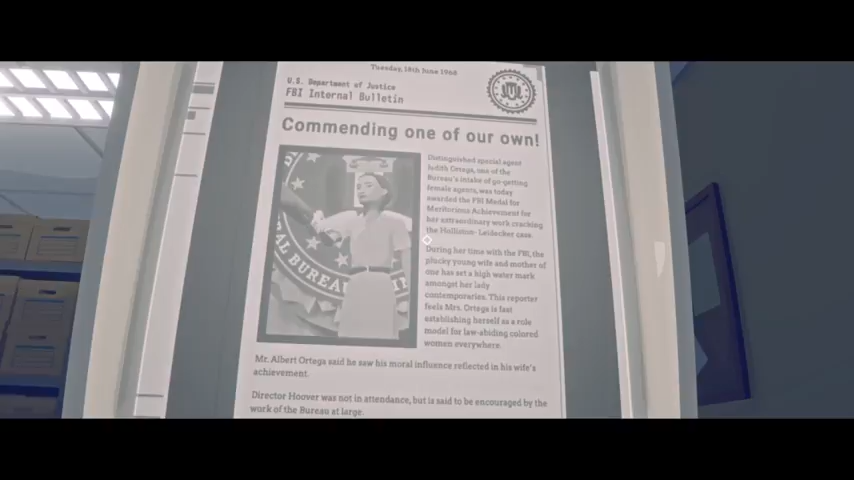 Tuesday, 18th June 1968
U.S. Department of Justice
FBI Internal Bulletin
Commending one of our own!
Distinguished special agent
Judith Ortega, one of the
Bureau's intake of go-getting
female agents, was today
awarded the FBI Medal for
Meritorious Achievement for
her extraordinary work cracking
the Holliston- Leidecker case.
During her time with the FBI, the
plucky young wife and mother of
one has set a high water mark
amongst her lady
contemporaries. This reporter
feels Mrs. Ortega is fast
establishing herself as a role
model for law-abiding colored
women everywhere.
AL BUREAU
Mr. Albert Ortega said he saw his moral influence reflected in his wife's
achievement.
Director Hoover was not in attendance, but is said to be encouraged by the
work of the Bureau at large.